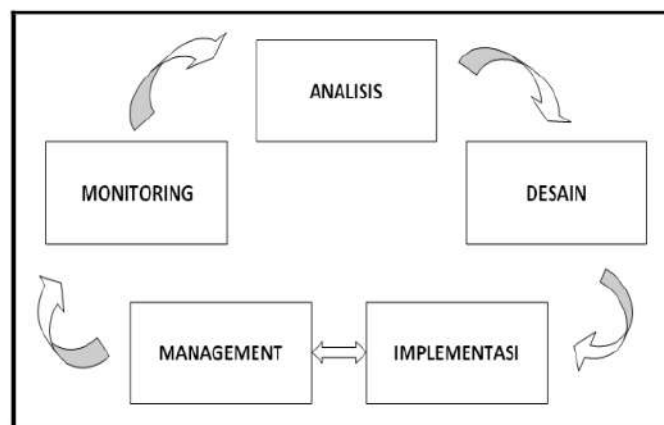 ANALISIS
MONITORING
DESAIN
MANAGEMENT
IMPLEMENTASI